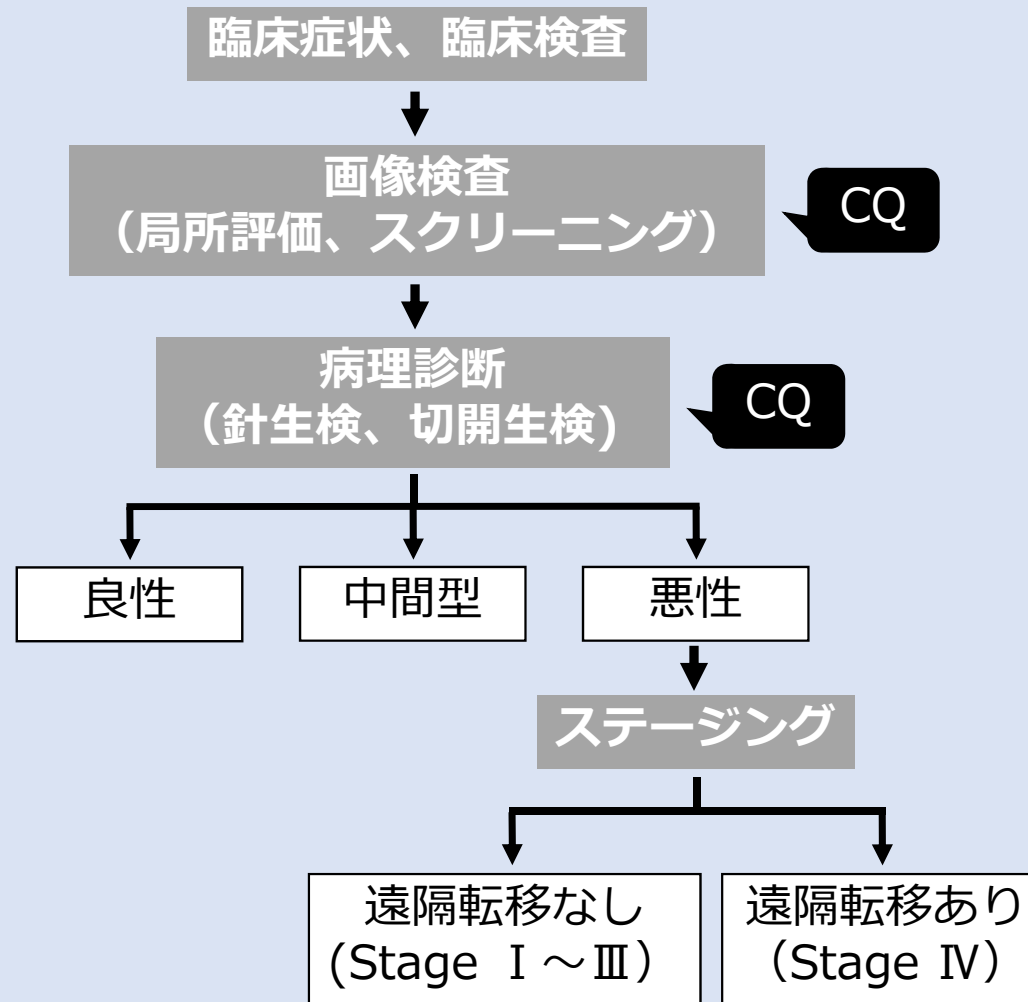 臨床症状、臨床検査
画像検査
（局所評価、スクリーニング）
CQ
病理診断
（針生検、切開生検)
CQ
良性
中間型
悪性
ステージング
遠隔転移なし
(Stage Ⅰ～Ⅲ）
遠隔転移あり
（Stage Ⅳ）